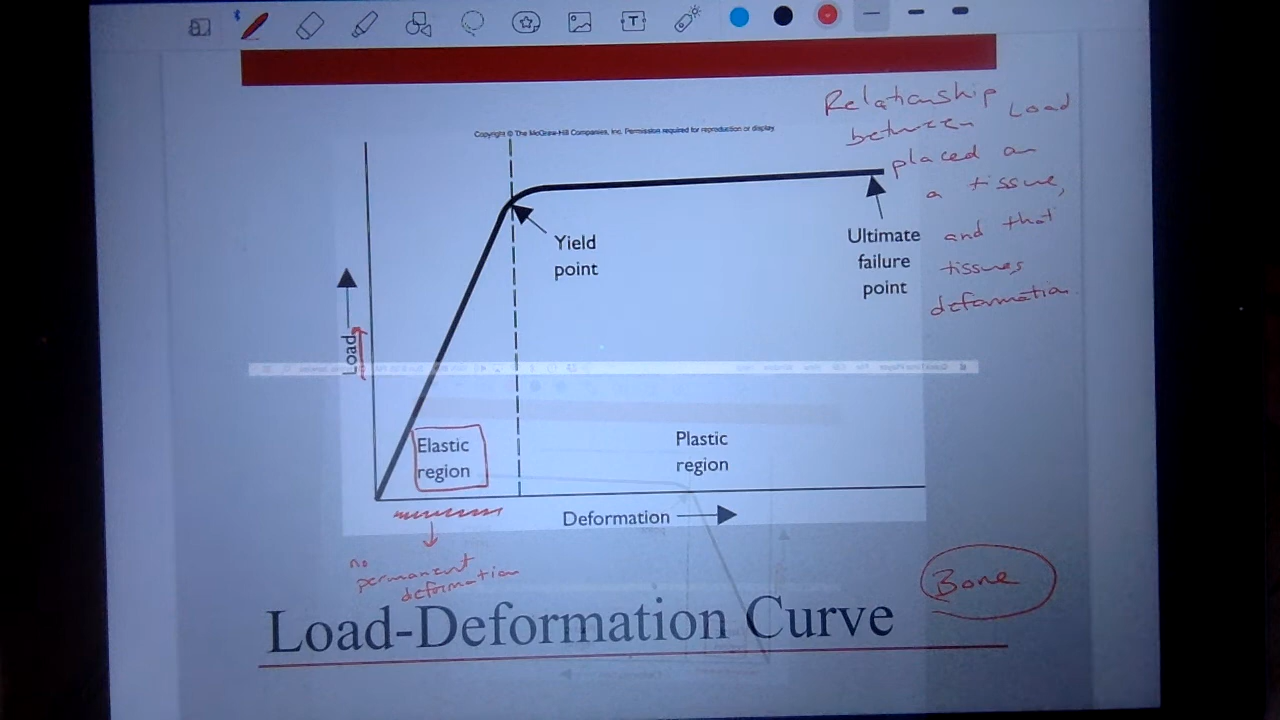 Copyright © The McGraw-Hill Companies, Inc. Permission required for reproduction or display.
Relationship
between Load
placed on
a tissue,
and that
tissues
deformation.
Yield
point
Ultimate
failure
point
Load
Elastic
region
Plastic
region
Deformation
no
permanent
deformation
Bone
Load-Deformation Curve
T